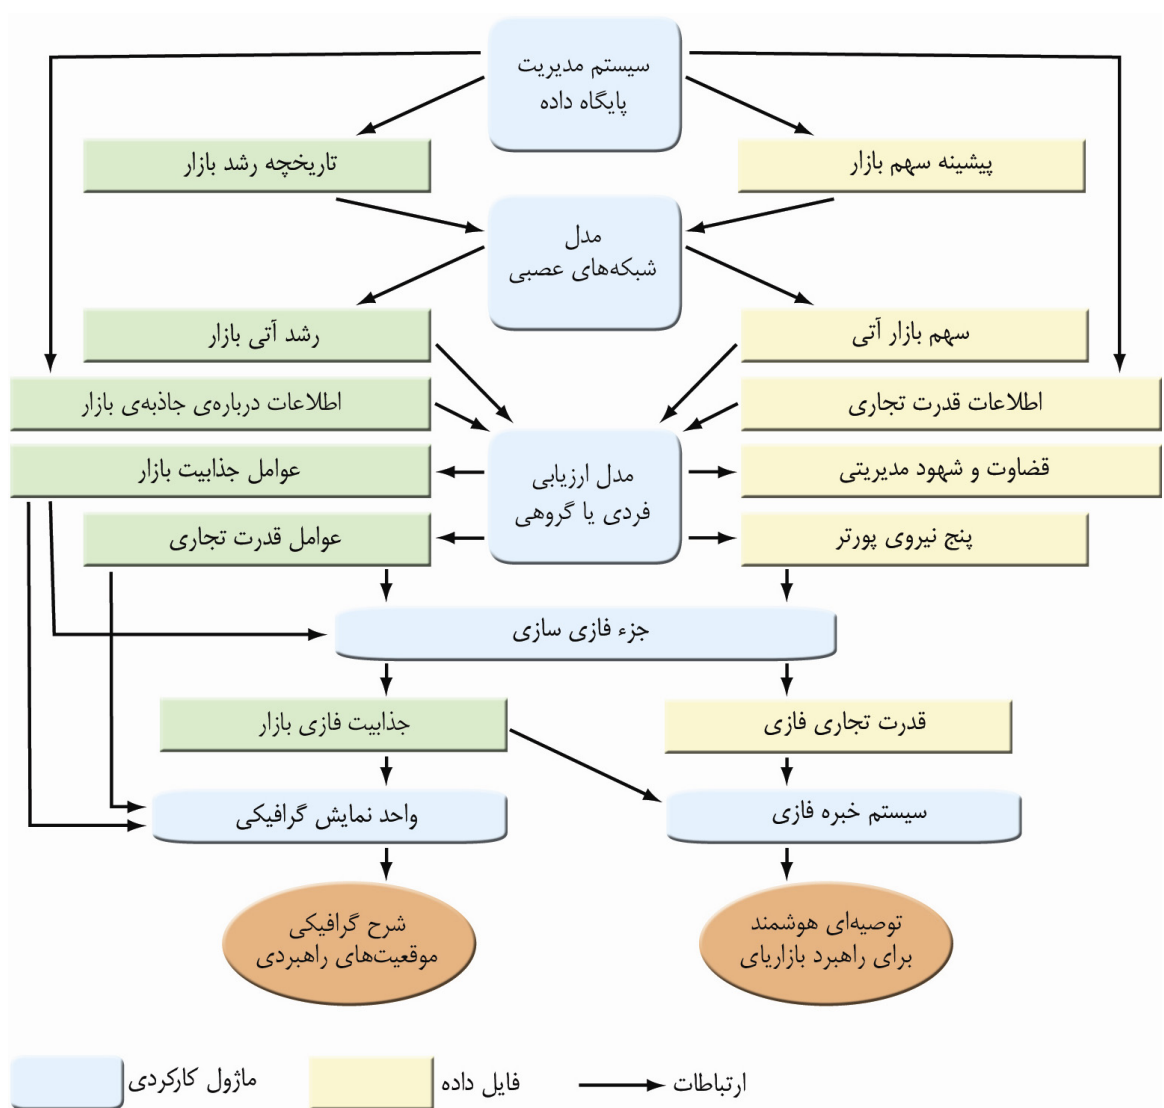 سیستم مدیریت
پایگاه داده
پیشینه سهم بازار
تاریخچه رشد بازار
مدل
شبکه‌های عصبی
سهم بازار آتی
رشد آتی بازار
اطلاعات قدرت تجاری
اطلاعات درباره‌ی جاذبه‌ی بازار
مدل ارزیابی
فردی یا گروهی
قضاوت و شهود مدیریتی
عوامل جذابیت بازار
پنج نیروی پورتر
عوامل قدرت تجاری
جزء فازی سازی
قدرت تجاری فازی
جذابیت فازی بازار
سیستم خبره فازی
واحد نمایش گرافیکی
توصیه‌ای هوشمند
برای راهبرد بازاریای
شرح گرافیکی
موقعیت‌های راهبردی
ارتباطات
فایل داده
ماژول کارکردی